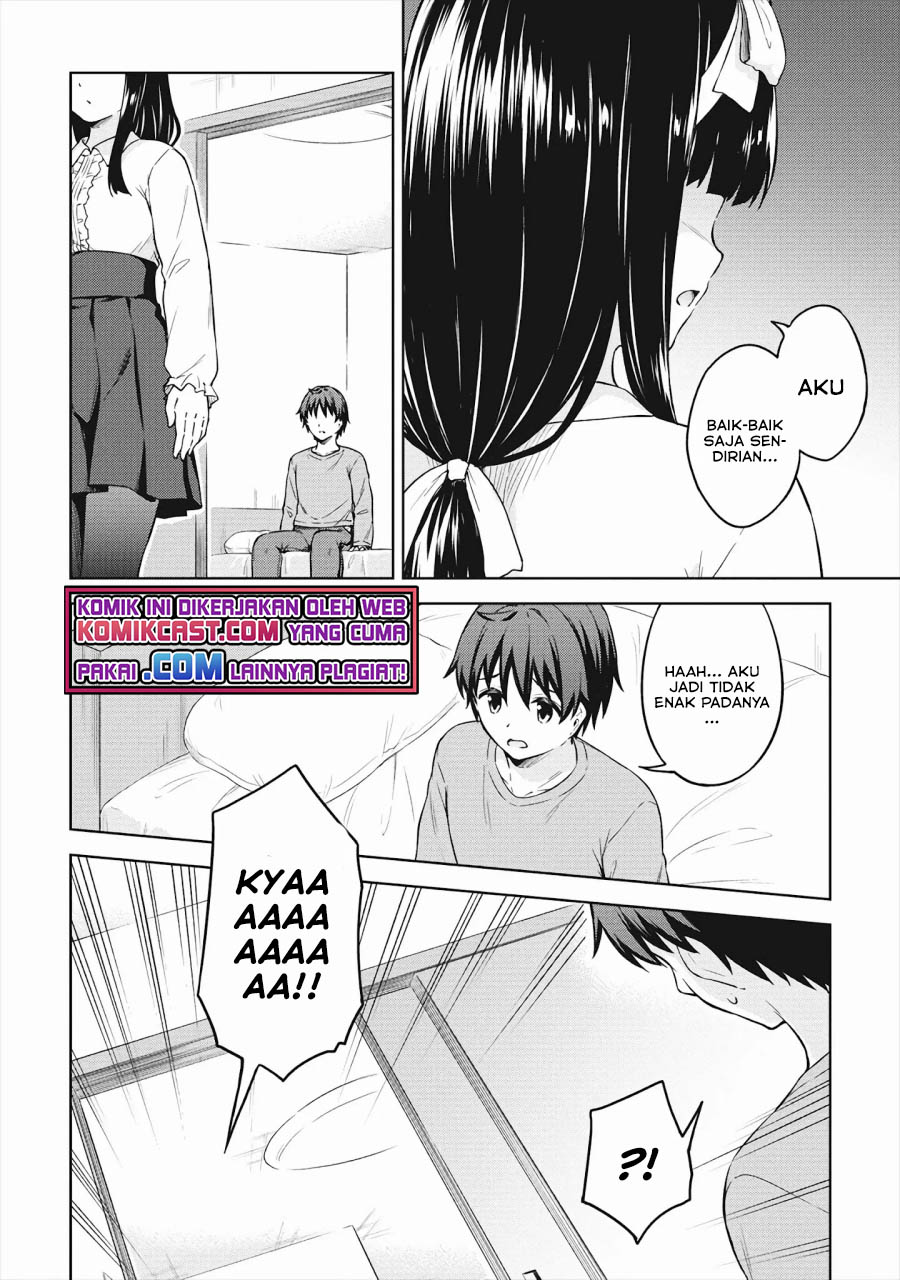 AKU
BAIK-BAIK
SAJA SEN-
DIRIAN...
KOMIK INI DIKERJAKAN OLEH WEB
KOMIKCAST.COM YANG CUMA
PAKAI .COM LAINNYA PLAGIAT!
HAAH... AKU
JADI TIDAK
ENAK PADANYA
...
KYAA
AAAA
AAAA
AA!!
?!